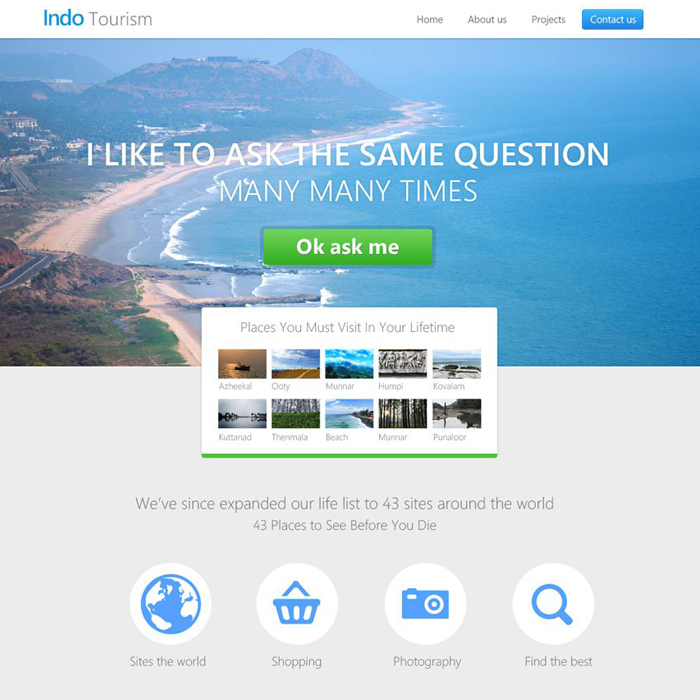 Indo Tourism
Home About us Projects Contact us
I LIKE TO ASK THE SAME QUESTION
MANY MANY TIMES
Ok ask me
Places You Must Visit In Your Lifetime
Azheekal Ooty Munnar Humpi Kovalam
Kuttanad Thenmala Beach Munnar Punaloor
We've since expanded our life list to 43 sites around the world
43 Places to See Before You Die
Sites the world Shopping Photography Find the best